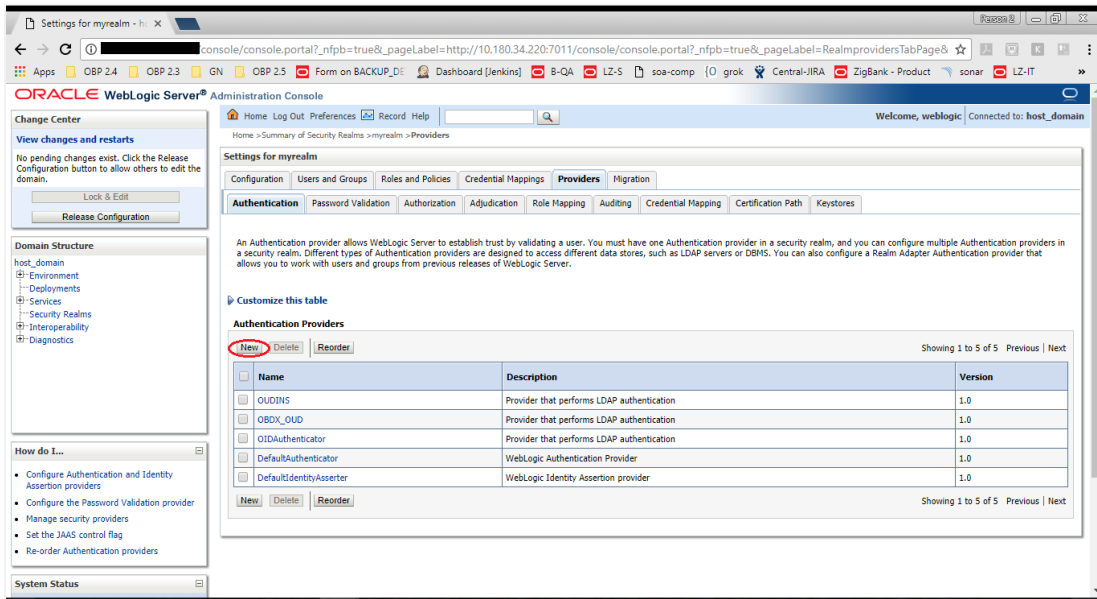 Settings for myrealm - h
Person 2
console/console.portal?_nfpb=true&_pageLabel=http://10.180.34.220:7011/console/console.portal?_nfpb=true&_pageLabel=RealmprovidersTabPage&
Apps OBP 2.4 OBP 2.3 GN OBP 2.5 Form on BACKUP_DE Dashboard [Jenkins] B-QA LZ-S soa-comp {O grok Central-JIRA ZigBank - Product sonar LZ-IT »
ORACLE WebLogic Server® Administration Console
Change Center
View changes and restarts
No pending changes exist. Click the Release
Configuration button to allow others to edit the
domain.
Lock & Edit
Release Configuration
Domain Structure
host_domain
Environment
Deployments
Services
Security Realms
Interoperability
Diagnostics
How do I...
Configure Authentication and Identity
Assertion providers
Configure the Password Validation provider
Manage security providers
Set the JAAS control flag
Re-order Authentication providers
System Status
Home Log Out Preferences Record Help
Welcome, weblogic Connected to: host_domain
Home >Summary of Security Realms >myrealm >Providers
Settings for myrealm
Configuration Users and Groups Roles and Policies Credential Mappings Providers Migration
Authentication Password Validation Authorization Adjudication Role Mapping Auditing Credential Mapping Certification Path Keystores
An Authentication provider allows WebLogic Server to establish trust by validating a user. You must have one Authentication provider in a security realm, and you can configure multiple Authentication providers in
a security realm. Different types of Authentication providers are designed to access different data stores, such as LDAP servers or DBMS. You can also configure a Realm Adapter Authentication provider that
allows you to work with users and groups from previous releases of WebLogic Server.
Customize this table
Authentication Providers
New Delete Reorder
Showing 1 to 5 of 5 Previous | Next
Name Description Version
OUDINS Provider that performs LDAP authentication 1.0
OBDX_OUD Provider that performs LDAP authentication 1.0
OIDAuthenticator Provider that performs LDAP authentication 1.0
DefaultAuthenticator WebLogic Authentication Provider 1.0
DefaultIdentityAsserter WebLogic Identity Assertion provider 1.0
New Delete Reorder
Showing 1 to 5 of 5 Previous | Next